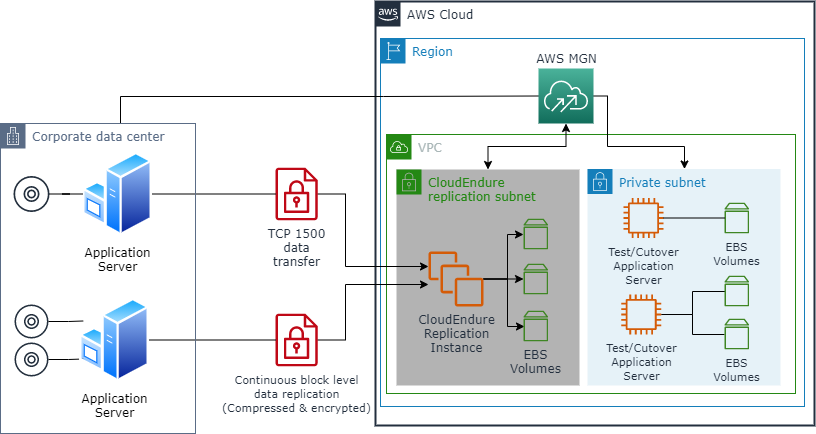 aws
AWS Cloud
Region
AWS MGN
Corporate data center
VPC
CloudEndure
replication subnet
Private subnet
Application
Server
TCP 1500
data
transfer
CloudEndure
Replication
Instance
EBS
Volumes
Test/Cutover
Application
Server
EBS
Volumes
Test/Cutover
Application
Server
EBS
Volumes
Application
Server
Continuous block level
data replication
(Compressed & encrypted)